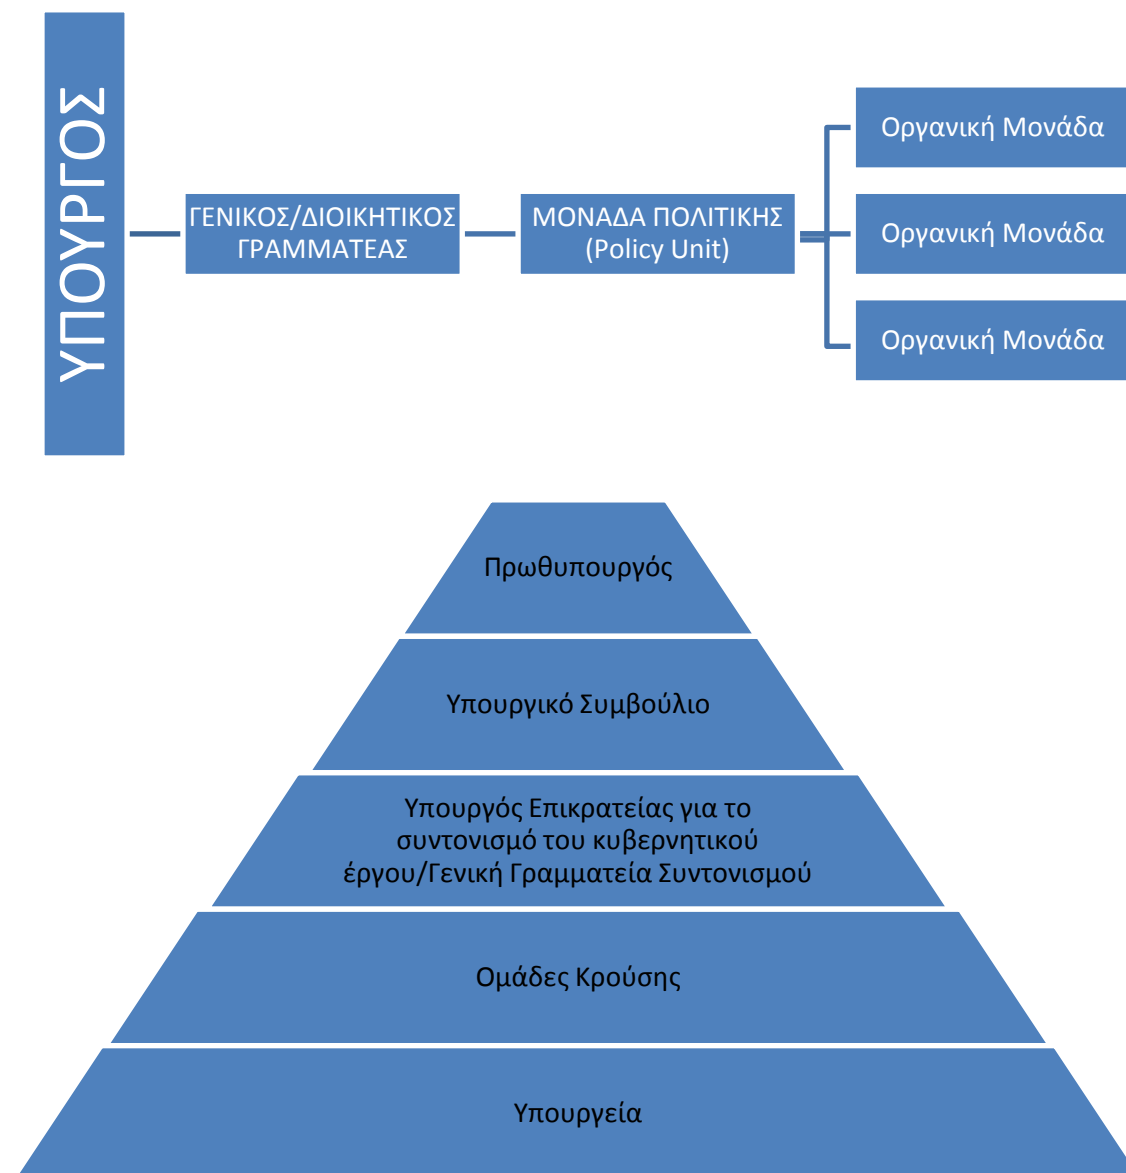 ΥΠΟΥΡΓΟΣ
ΓΕΝΙΚΟΣ/ΔΙΟΙΚΗΤΙΚΟΣ
ΓΡΑΜΜΑΤΕΑΣ
ΜΟΝΑΔΑ ΠΟΛΙΤΙΚΗΣ
(Policy Unit)
Οργανική Μονάδα
Οργανική Μονάδα
Οργανική Μονάδα
Πρωθυπουργός
Υπουργικό Συμβούλιο
Υπουργός Επικρατείας για το
συντονισμό του κυβερνητικού
έργου/Γενική Γραμματεία Συντονισμού
Ομάδες Κρούσης
Υπουργεία